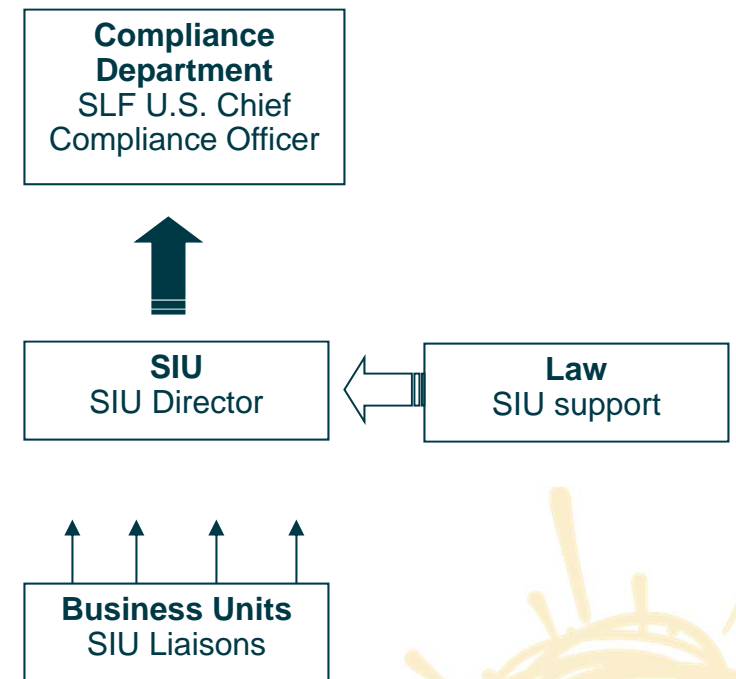 Compliance
Department
SLF U.S. Chief
Compliance Officer
SIU
SIU Director
Law
SIU support
Business Units
SIU Liaisons